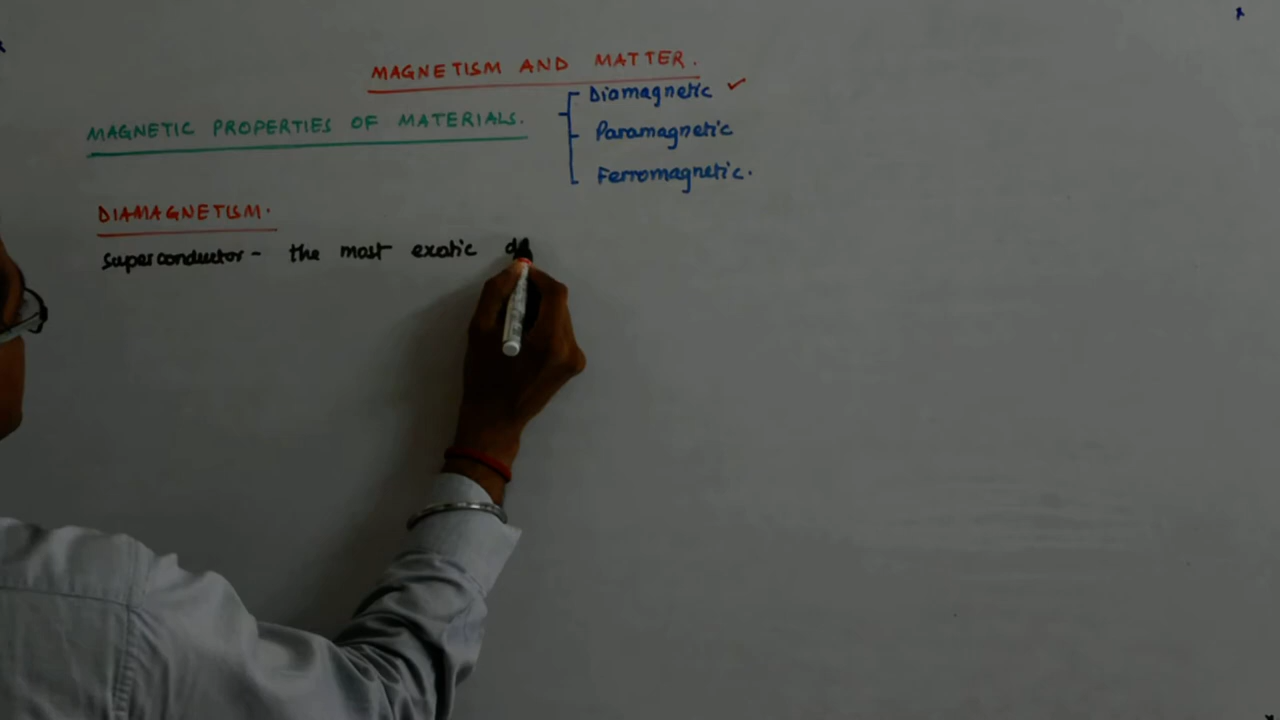 MAGNETISM AND MATTER.
MAGNETIC PROPERTIES OF MATERIALS.
Diamagnetic ✓
Paramagnetic
Ferromagnetic.
DIAMAGNETISM.
Superconductor - the most exotic